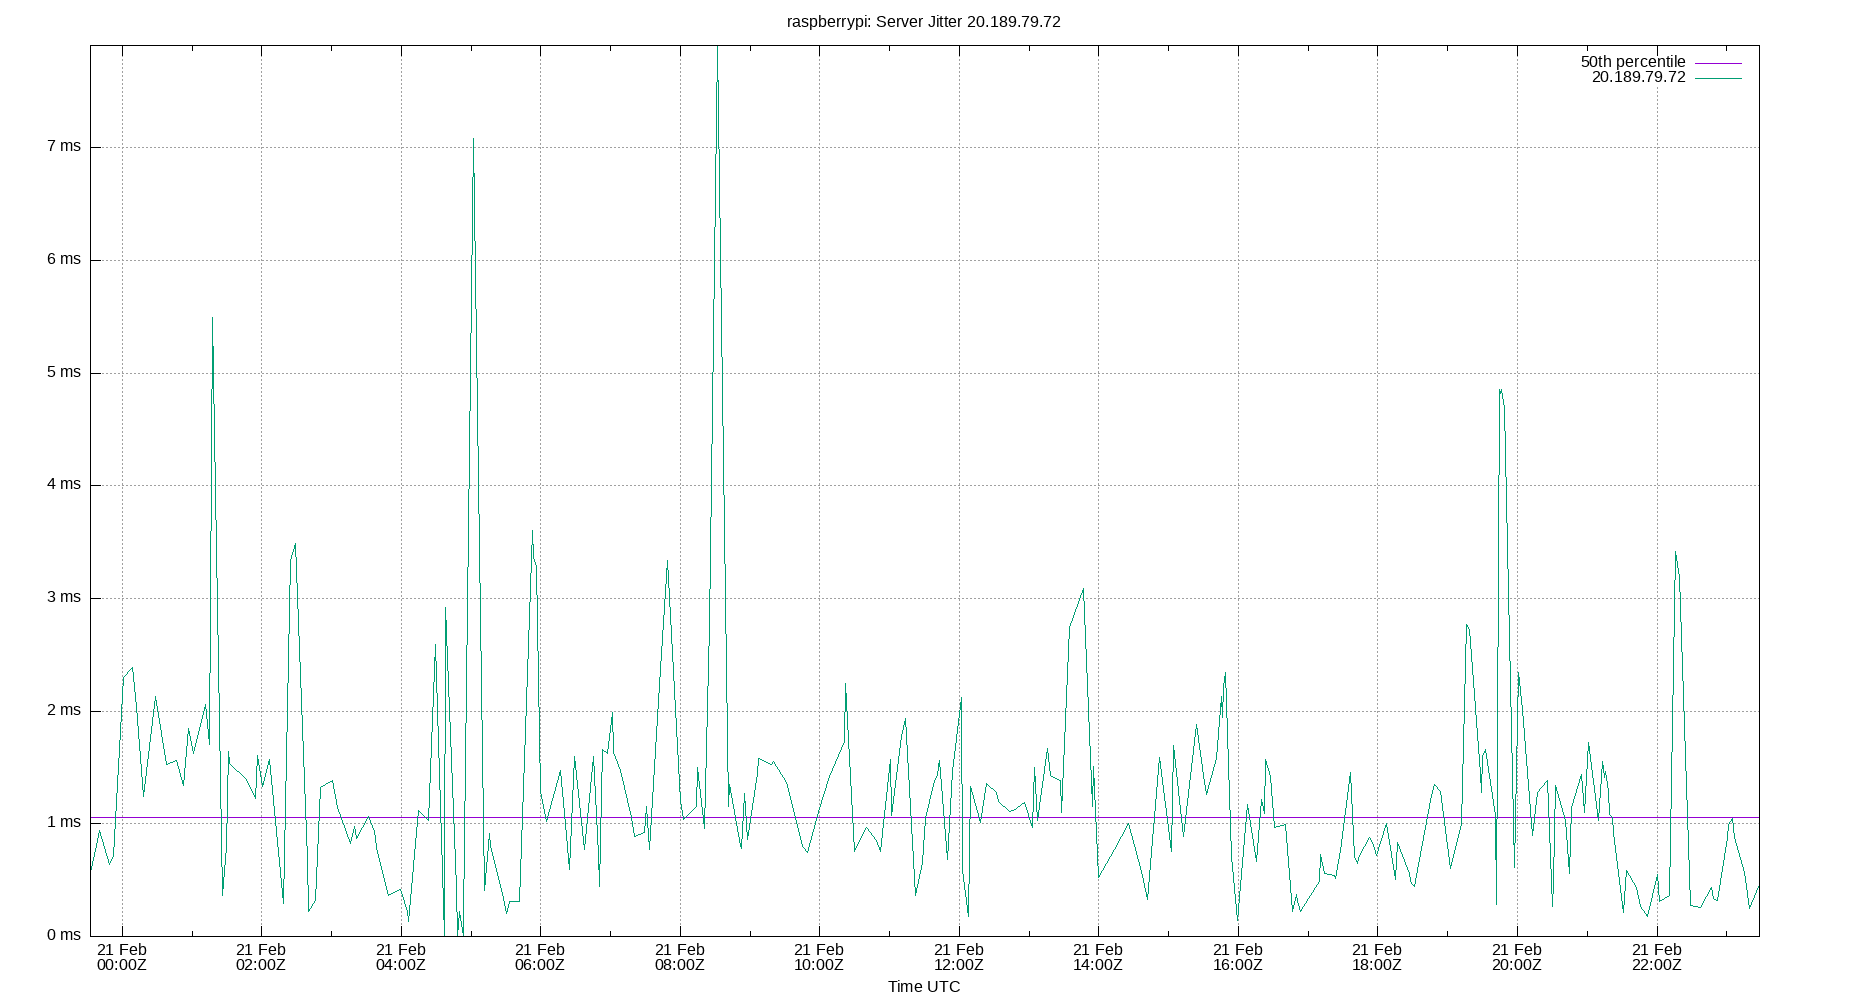 raspberrypi: Server Jitter 20.189.79.72
50th percentile
20.189.79.72
7 ms
6 ms
5 ms
4 ms
3 ms
2 ms
1 ms
0 ms
21 Feb 21 Feb 21 Feb 21 Feb 21 Feb 21 Feb 21 Feb 21 Feb 21 Feb 21 Feb 21 Feb 21 Feb
00:00Z 02:00Z 04:00Z 06:00Z 08:00Z 10:00Z 12:00Z 14:00Z 16:00Z 18:00Z 20:00Z 22:00Z
Time UTC